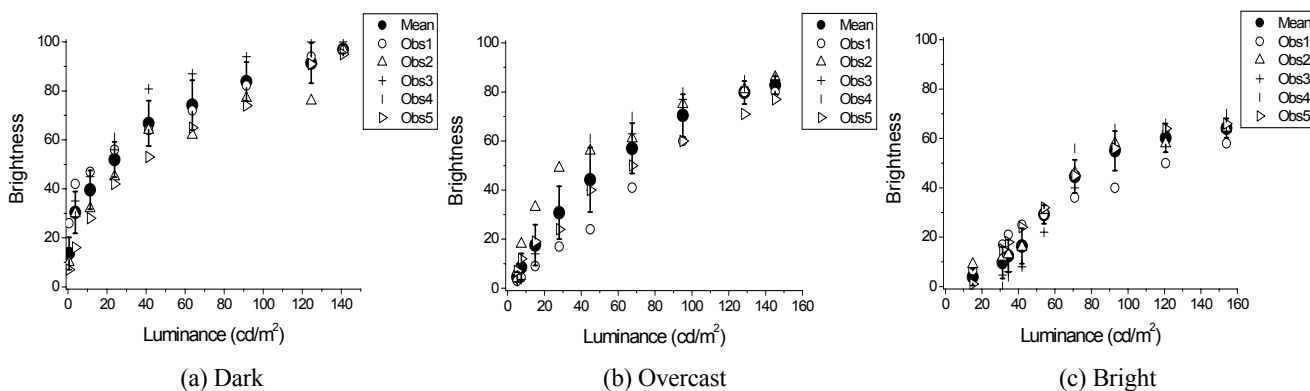 Mean
Obs1
Obs2
Obs3
Obs4
Obs5
100
80
60
40
20
0
Brightness
0 20 40 60 80 100 120 140
Luminance (cd/m²)
(a) Dark
Mean
Obs1
Obs2
Obs3
Obs4
Obs5
100
80
60
40
20
0
Brightness
0 20 40 60 80 100 120 140
Luminance (cd/m²)
(b) Overcast
Mean
Obs1
Obs2
Obs3
Obs4
Obs5
100
80
60
40
20
0
Brightness
0 20 40 60 80 100 120 140 160
Luminance (cd/m²)
(c) Bright